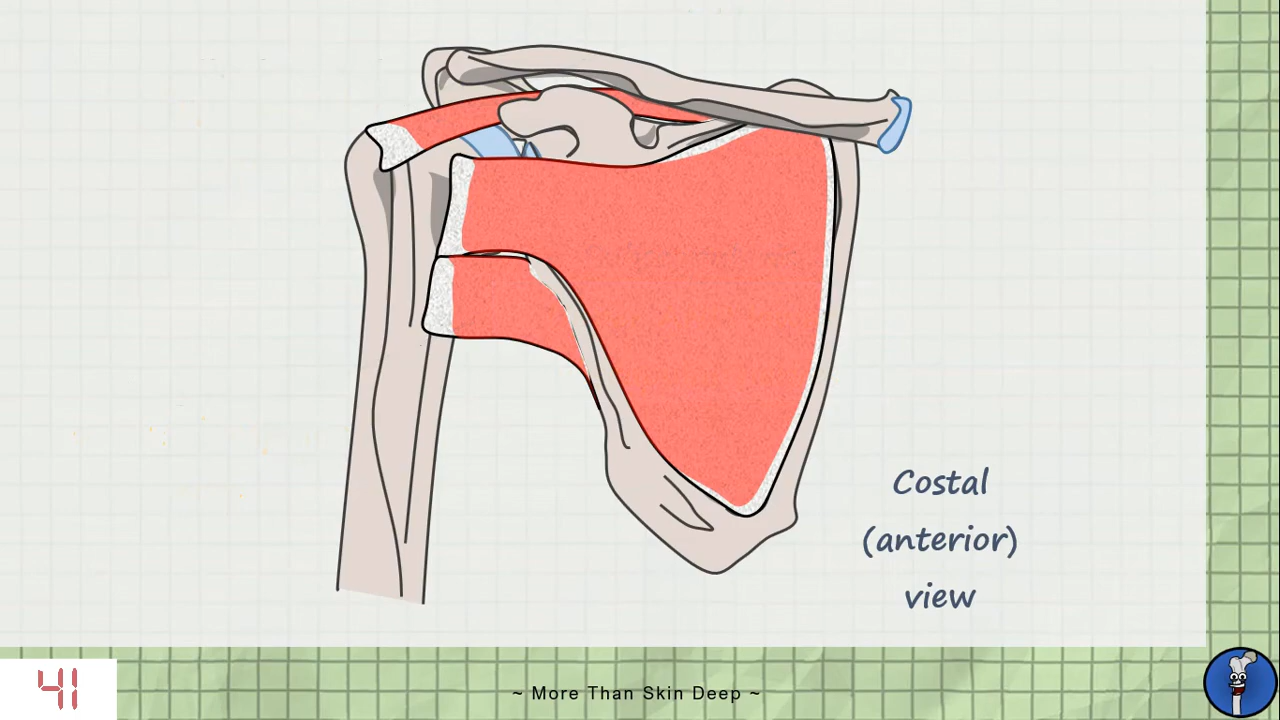 Costal
(anterior)
view
41
~ More Than Skin Deep ~